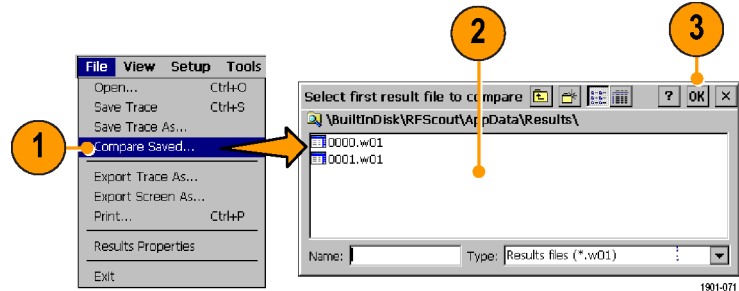 1
2
3
File View Setup Tools
Open... Ctrl+O
Save Trace Ctrl+S
Save Trace As...
Compare Saved...
Export Trace As...
Export Screen As...
Print... Ctrl+P
Results Properties
Exit
Select first result file to compare ? OK ×
\BuiltInDisk\RFScout\AppData\Results\
0000.w01
0001.w01
Name: Type: Results files (*.w01)
1901-071